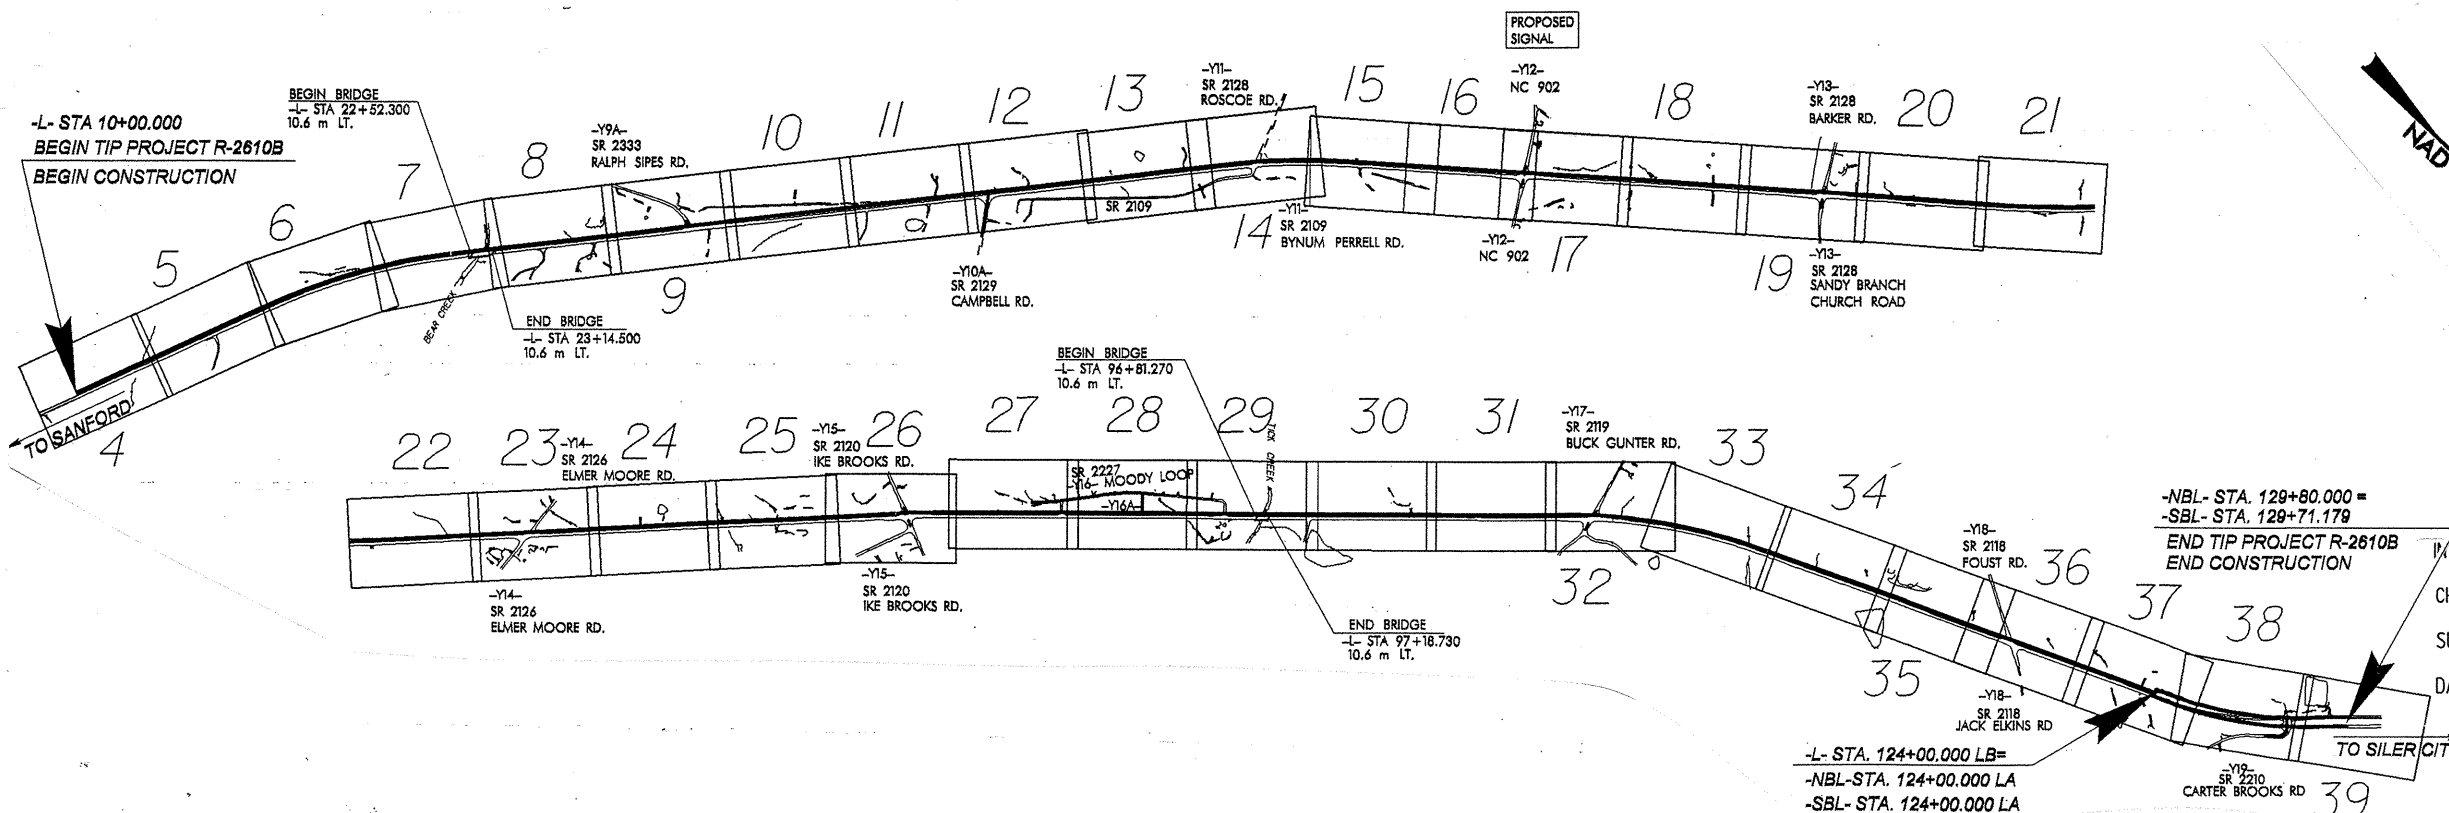 PROPOSED
SIGNAL
-L- STA 10+00.000
BEGIN TIP PROJECT R-2610B
BEGIN CONSTRUCTION
BEGIN BRIDGE
-L- STA 22+52.300
10.6 m LT.
-Y9A-
SR 2333
RALPH SIPES RD.
-Y11-
SR 2128
ROSCOE RD.
-Y12-
NC 902
-Y13-
SR 2128
BARKER RD.
NAD
5
6
7
8
10
11
12
13
15
16
18
20
21
SR 2109
BEAR CREEK
END BRIDGE
-L- STA 23+14.500
10.6 m LT.
9
-Y10A-
SR 2129
CAMPBELL RD.
14
-Y11-
SR 2109
BYNUM PERRELL RD.
-Y12-
NC 902
17
19
-Y13-
SR 2128
SANDY BRANCH
CHURCH ROAD
TO SANFORD
4
BEGIN BRIDGE
-L- STA 96+81.270
10.6 m LT.
22
23
-Y14-
SR 2126
ELMER MOORE RD.
24
25
-Y15-
SR 2120
IKE BROOKS RD.
26
27
28
29
TICK CREEK
30
31
-Y17-
SR 2119
BUCK GUNTER RD.
33
34
SR 2227
-Y16- MOODY LOOP
-Y16A-
-Y14-
SR 2126
ELMER MOORE RD.
-Y15-
SR 2120
IKE BROOKS RD.
32
END BRIDGE
-L- STA 97+18.730
10.6 m LT.
-Y18-
SR 2118
FOUST RD.
35
36
37
38
-NBL- STA. 129+80.000 =
-SBL- STA. 129+71.179
END TIP PROJECT R-2610B
END CONSTRUCTION
-Y18-
SR 2118
JACK ELKINS RD
-L- STA. 124+00.000 LB=
-NBL-STA. 124+00.000 LA
-SBL- STA. 124+00.000 LA
-Y19-
SR 2210
CARTER BROOKS RD
39
TO SILER CIT